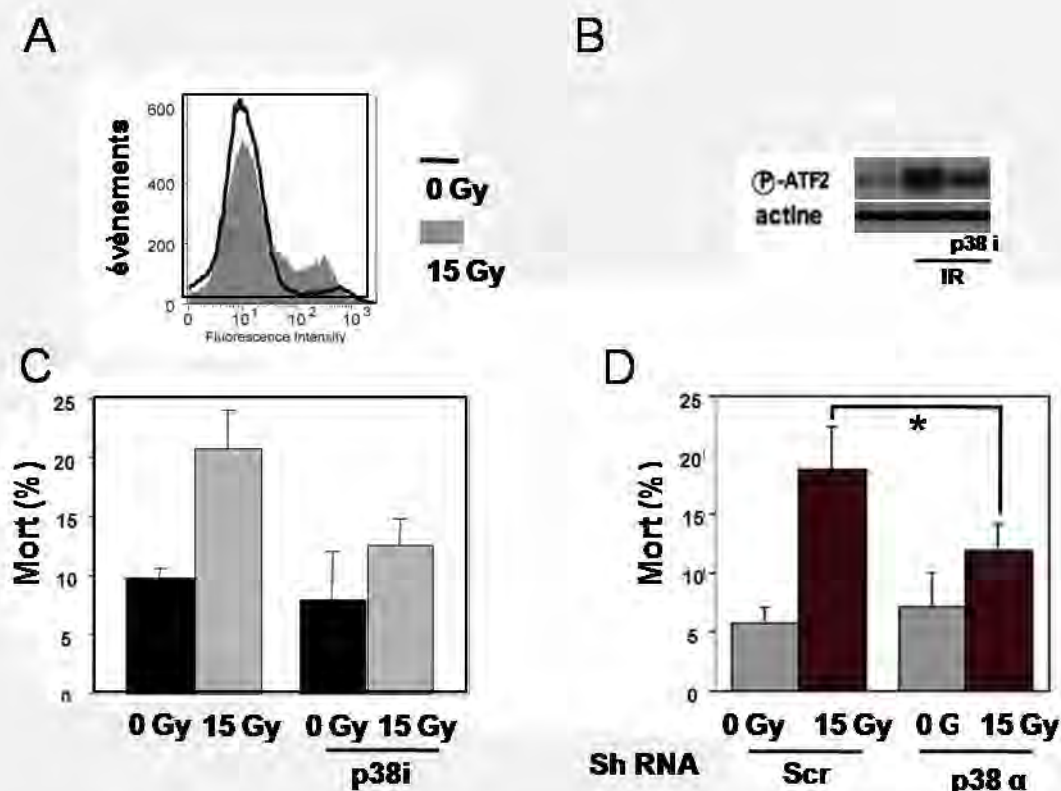 A
évènements
600
400
200
0
0 10¹ 10² 10³
Fluorescence Intensity
0 Gy
15 Gy
B
Ⓟ-ATF2
actine
p38 i
IR
C
Mort (%)
25
20
15
10
5
0
0 Gy 15 Gy 0 Gy 15 Gy
p38i
D
Mort (%)
25
20
15
10
5
0
*
0 Gy 15 Gy 0 G 15 Gy
Sh RNA Scr p38 α